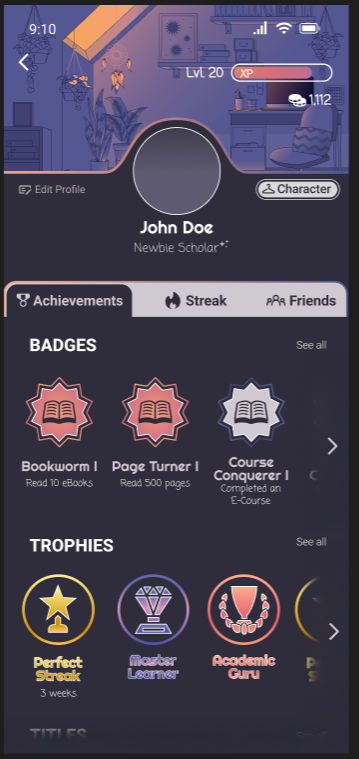 9:10
Lvl. 20 XP
1,112
Edit Profile
Character
John Doe
Newbie Scholar
Achievements Streak Friends
BADGES See all
Bookworm I Page Turner I Course
Conquerer I
Read 10 eBooks Read 500 pages Completed an
E-Course
TROPHIES See all
Perfect Master Academic
Streak Learner Guru
3 weeks
TITLES See all